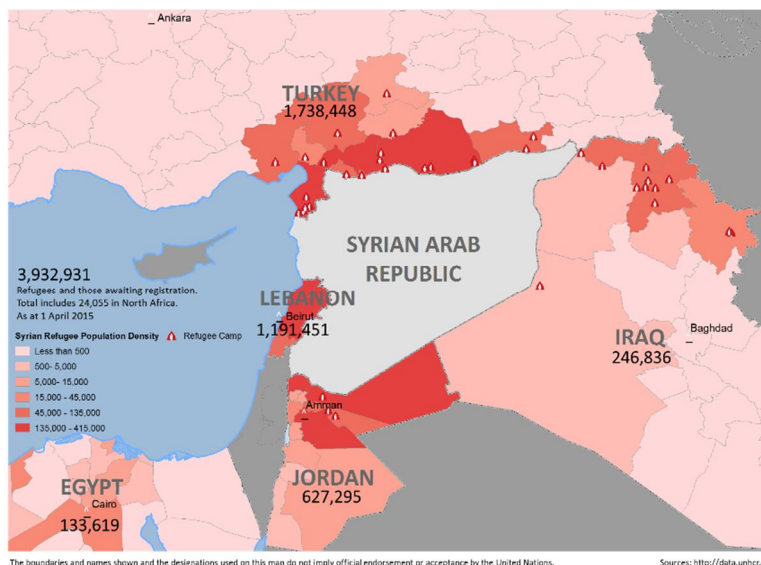 Ankara
TURKEY
1,738,448
SYRIAN ARAB
REPUBLIC
3,932,931
Refugees and those awaiting registration.
Total includes 24,055 in North Africa.
As at 1 April 2015
LEBANON
Beirut
1,191,451
Syrian Refugee Population Density
Refugee Camp
Less than 500
500- 5,000
5,000- 15,000
15,000 - 45,000
45,000 - 135,000
135,000 - 415,000
Baghdad
IRAQ
246,836
Amman
JORDAN
627,295
EGYPT
Cairo
133,619
The boundaries and names shown and the designations used on this map do not imply official endorsement or acceptance by the United Nations.
Sources: http://data.unhcr.